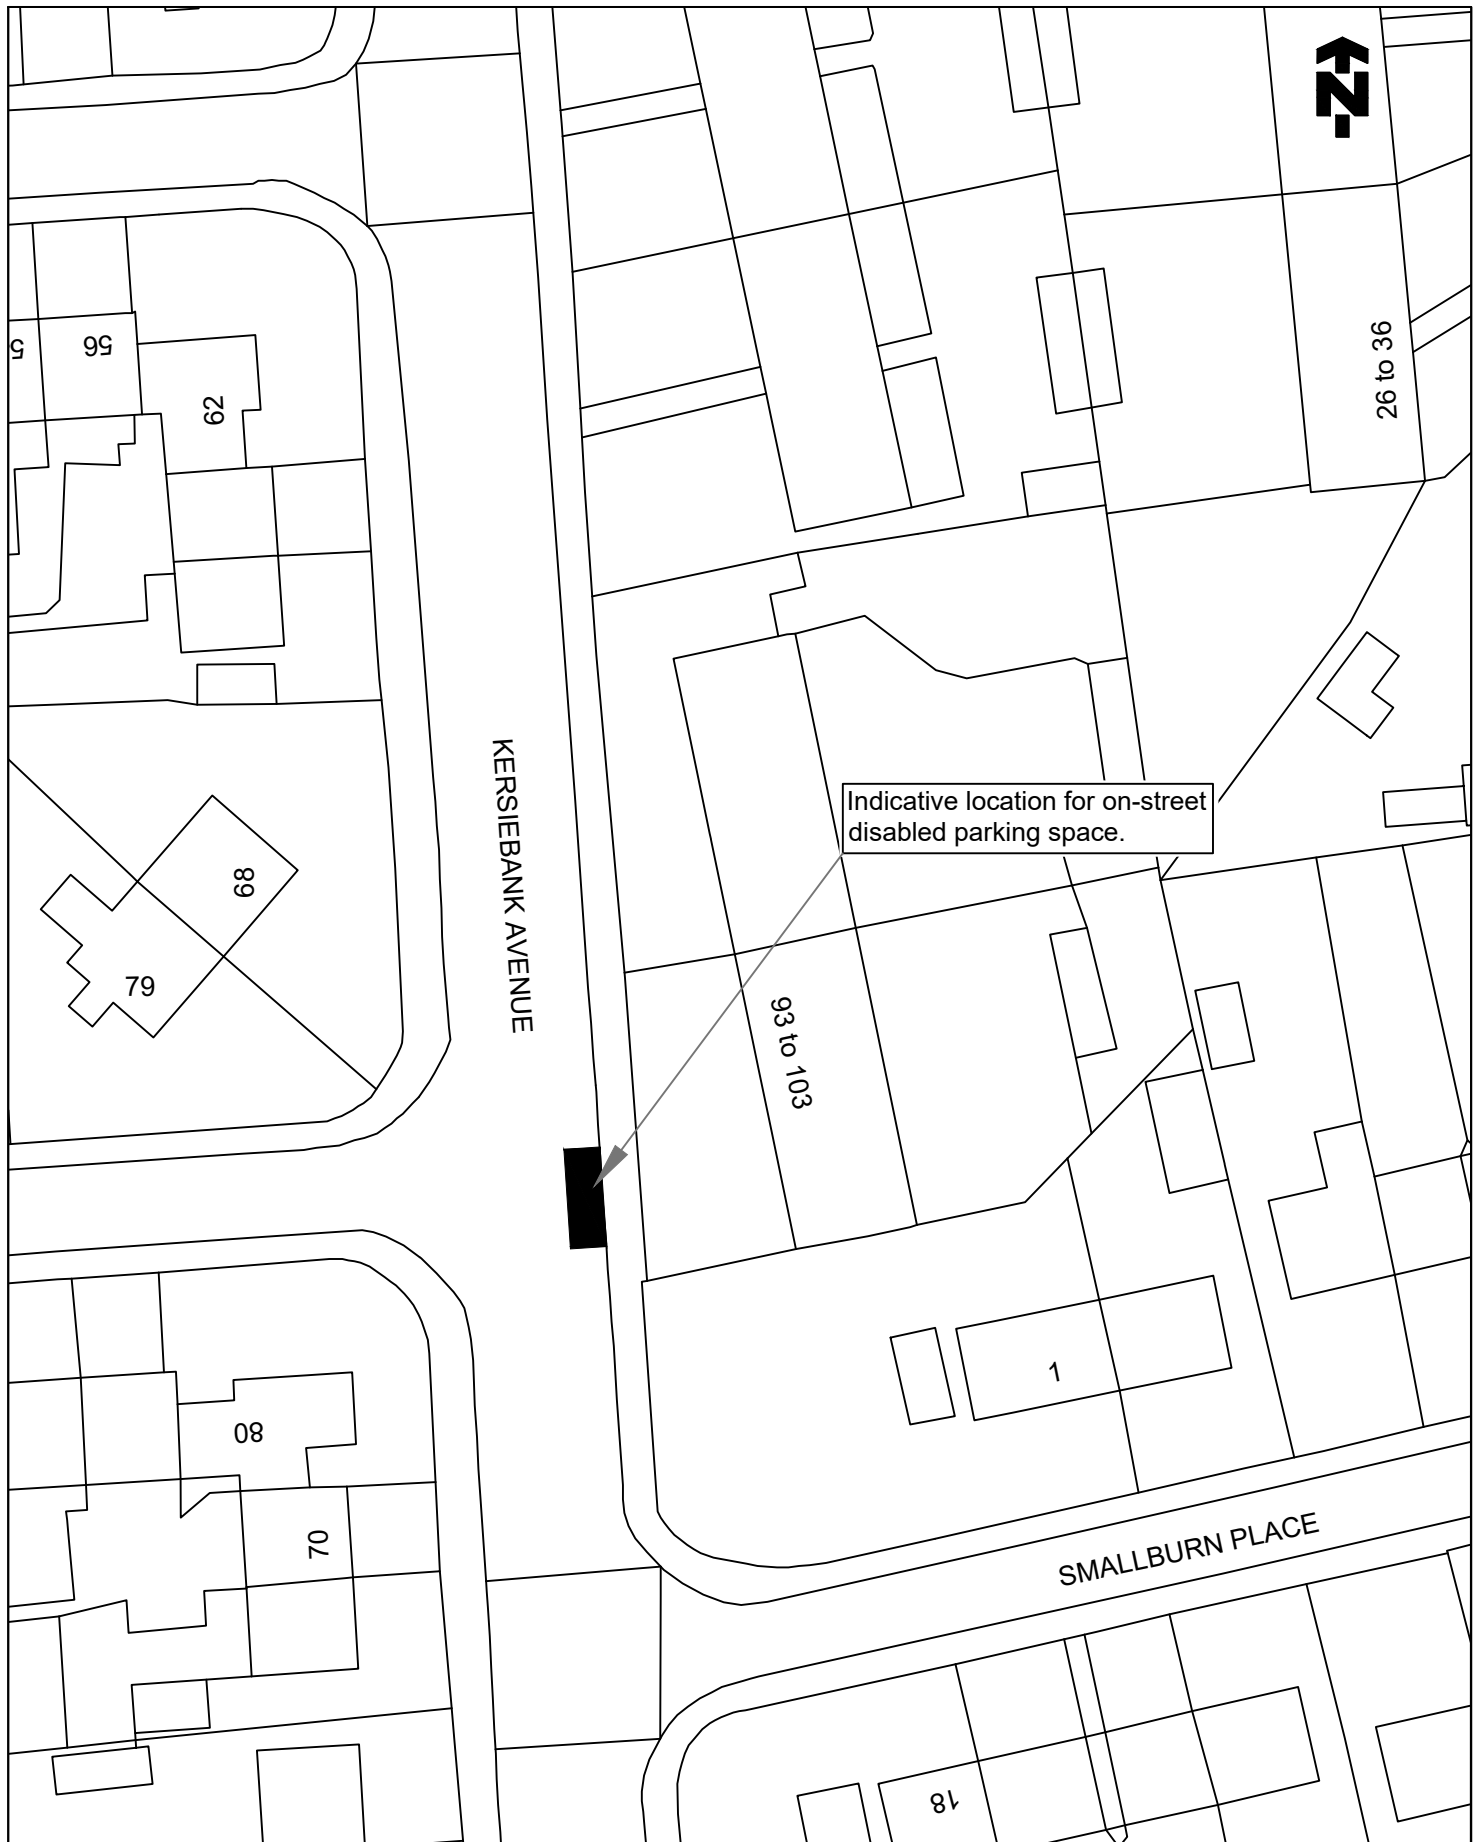 N
56
5
62
26 to 36
KERSIEBANK AVENUE
Indicative location for on-street
disabled parking space.
68
79
93 to 103
1
80
70
SMALLBURN PLACE
18